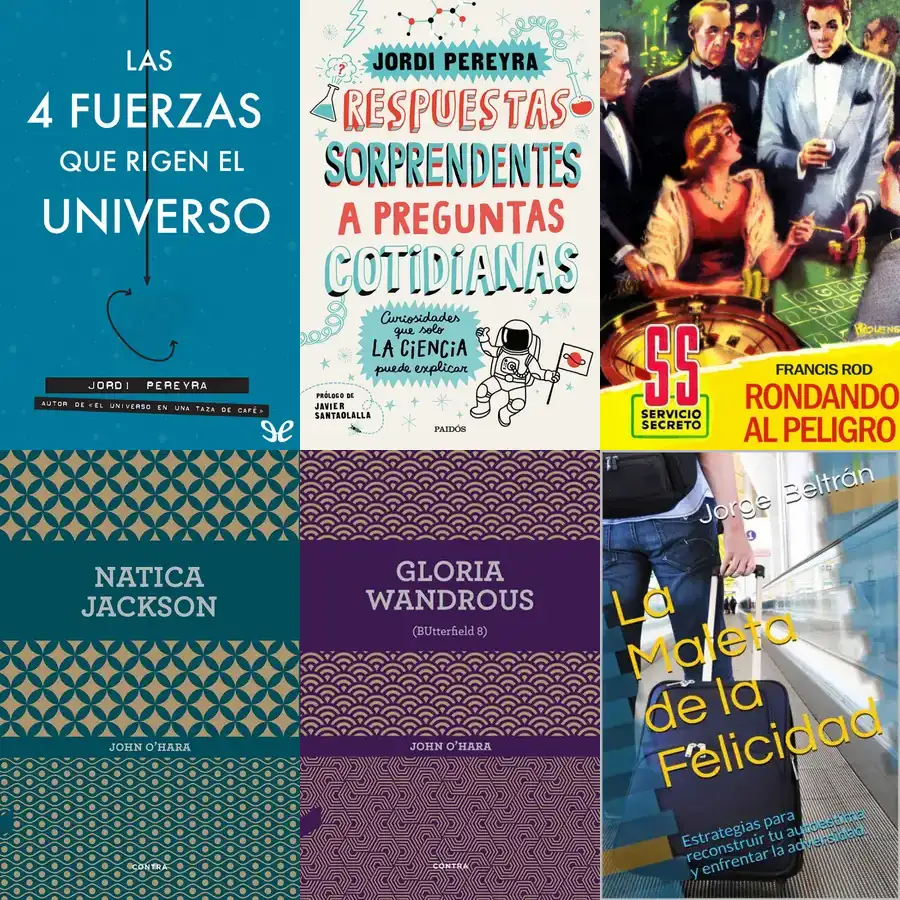 LAS
4 FUERZAS
QUE RIGEN EL
UNIVERSO
JORDI PEREYRA
AUTOR DE «EL UNIVERSO EN UNA TAZA DE CAFÉ»
?
JORDI PEREYRA
RESPUESTAS
SORPRENDENTES
A PREGUNTAS
COTIDIANAS
Curiosidades
que solo
LA CIENCIA
puede explicar
PRÓLOGO DE
JAVIER
SANTAOLALLA
PAIDÓS
SS
SERVICIO
SECRETO
FRANCIS ROD
RONDANDO
AL PELIGRO
NATICA
JACKSON
JOHN O'HARA
CONTRA
GLORIA
WANDROUS
(BUtterfield 8)
JOHN O'HARA
CONTRA
Jorge Beltrán
La
Maleta
de la
Felicidad
Estrategias para
reconstruir tu autoestima
y enfrentar la adversidad.